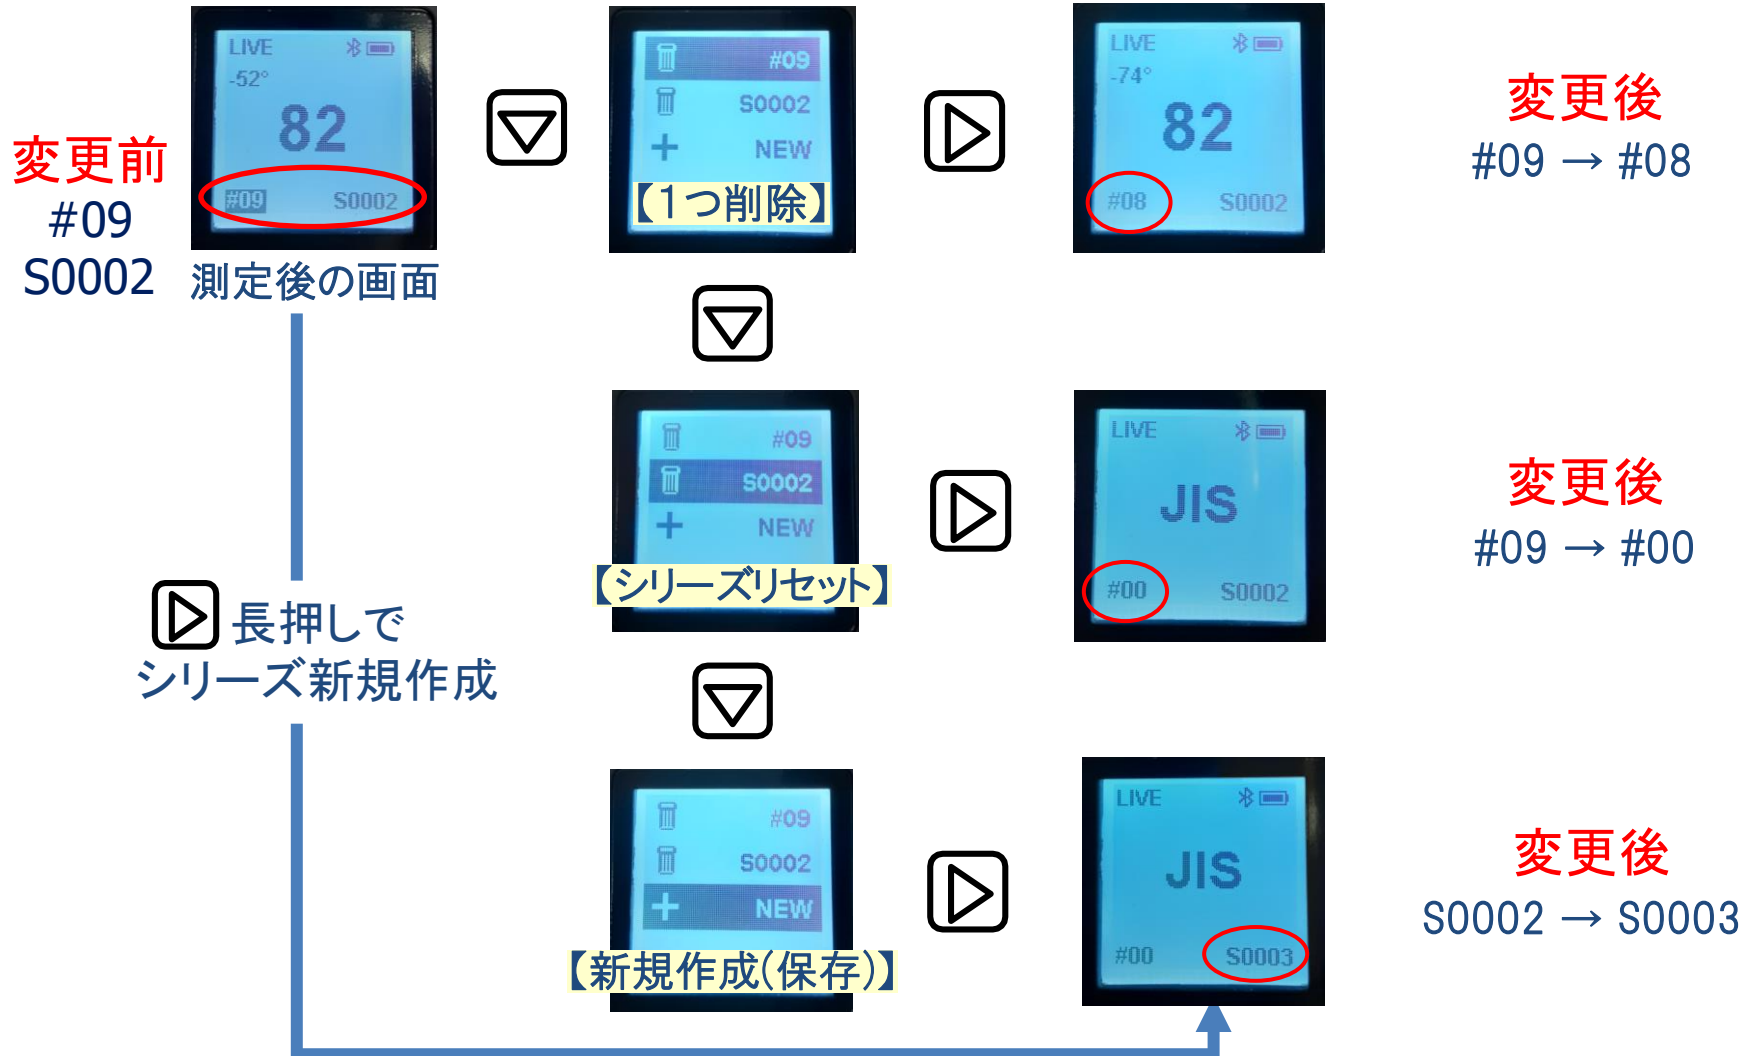 変更前
#09
S0002
LIVE
-52°
82
#09 S0002
測定後の画面
#09
S0002
NEW
【1つ削除】
LIVE
-74°
82
#08 S0002
変更後
#09 → #08
#09
S0002
NEW
【シリーズリセット】
LIVE
JIS
#00 S0002
変更後
#09 → #00
長押しで
シリーズ新規作成
#09
S0002
NEW
【新規作成(保存)】
LIVE
JIS
#00 S0003
変更後
S0002 → S0003